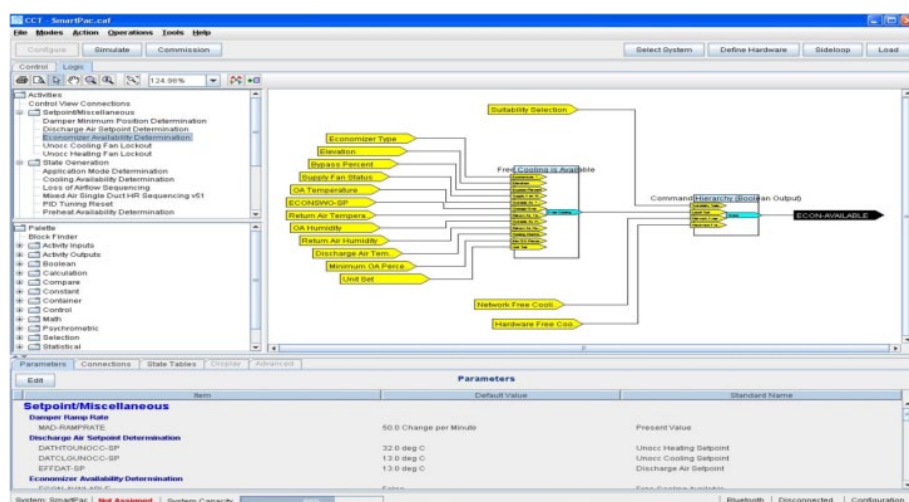 CCT - SmartPac.caf
File Modes Action Operations Tools Help
Configure Simulate Commission Select System Define Hardware Sideloop Load
Control Logic
124.98%
Activities
Control View Connections
Setpoint/Miscellaneous
Damper Minimum Position Determination
Discharge Air Setpoint Determination
Economizer Availability Determination
Unocc Cooling Fan Lockout
Unocc Heating Fan Lockout
State Generation
Application Mode Determination
Cooling Availability Determination
Loss of Airflow Sequencing
Mixed Air Single Duct HR Sequencing v51
PID Tuning Reset
Preheat Availability Determination
Palette
Block Finder
Activity Inputs
Activity Outputs
Boolean
Calculation
Compare
Constant
Container
Control
Math
Psychrometric
Selection
Statistical
Suitability Selection
Economizer Type
Elevation
Bypass Percent
Supply Fan Status
OA Temperature
ECONSWO-SP
Return Air Tempera..
OA Humidity
Return Air Humidity
Discharge Air Tem..
Minimum OA Perce..
Unit Set
Free Cooling is Available
Network Free Cooli..
Hardware Free Coo..
Command Hierarchy (Boolean Output)
ECON-AVAILABLE
Parameters Connections State Tables Display Advanced
Edit Parameters
Item Default Value Standard Name
Setpoint/Miscellaneous
Damper Ramp Rate
MAD-RAMPRATE 50.0 Change per Minute Present Value
Discharge Air Setpoint Determination
DATHTGUNOCC-SP 32.0 deg C Unocc Heating Setpoint
DATCLGUNOCC-SP 13.0 deg C Unocc Cooling Setpoint
EFFDAT-SP 13.0 deg C Discharge Air Setpoint
Economizer Availability Determination
System: SmartPac Not Assigned System Capacity Bluetooth Disconnected Configuration